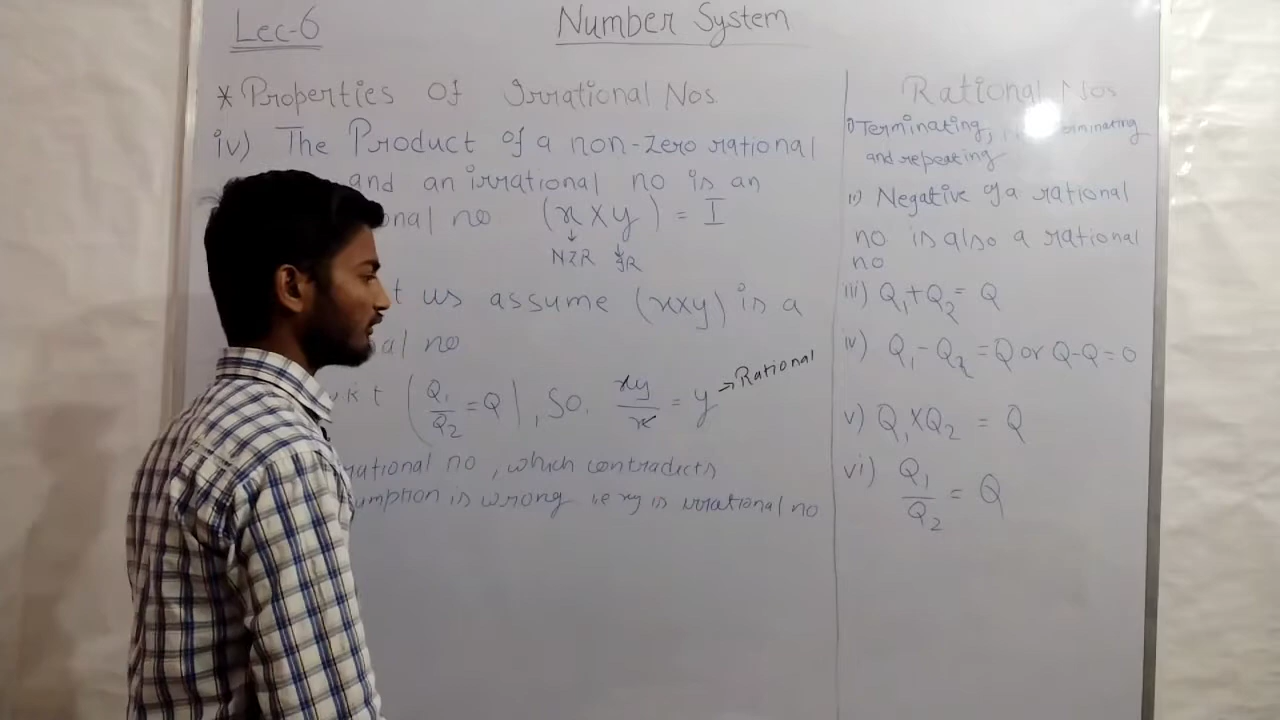 Lec-6
Number System
* Properties of Irrational Nos.
iv) The Product of a non-zero rational
and an irrational no is an
onal no (x X y) = I
NZR IR
t us assume (xxy) is a
al no
k t (Q1/Q2 = Q), So, xy/x = y → Rational
rational no, which contradicts
umption is wrong i.e xy is irrational no
Rational Nos
i) Terminating, erminating
and repeating
ii) Negative of a rational
no is also a rational
no
iii) Q1+Q2 = Q
iv) Q1-Q2 = Q or Q-Q=0
v) Q1XQ2 = Q
vi) Q1/Q2 = Q